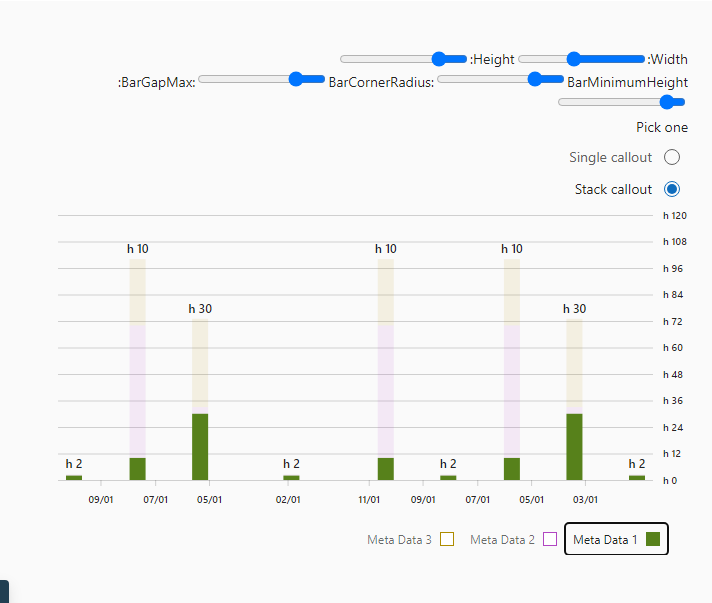 :Height :Width
:BarGapMax: BarCornerRadius: BarMinimumHeight
Pick one
Single callout
Stack callout
h 120
h 108
h 10 h 10 h 10
h 96
h 84
h 30 h 30
h 72
h 60
h 48
h 36
h 24
h 12
h 2 h 2 h 2 h 2
h 0
09/01 07/01 05/01 02/01 11/01 09/01 07/01 05/01 03/01
Meta Data 3 Meta Data 2 Meta Data 1